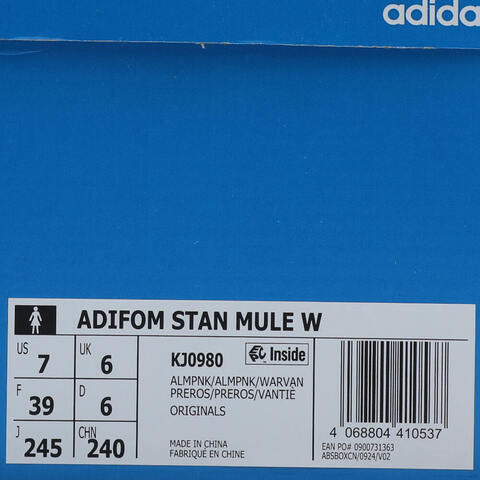 adidas
ADIFOM STAN MULE W
US 7 UK 6
F 39 D 6
J 245 CHN 240
KJ0980 Inside
ALMPNK/ALMPNK/WARVAN
PREROS/PREROS/VANTIÈ
ORIGINALS
MADE IN CHINA
FABRIQUÉ EN CHINE
4 068804 410537
EAN PO# 0900731363
ABSBOXCN/0924/V02